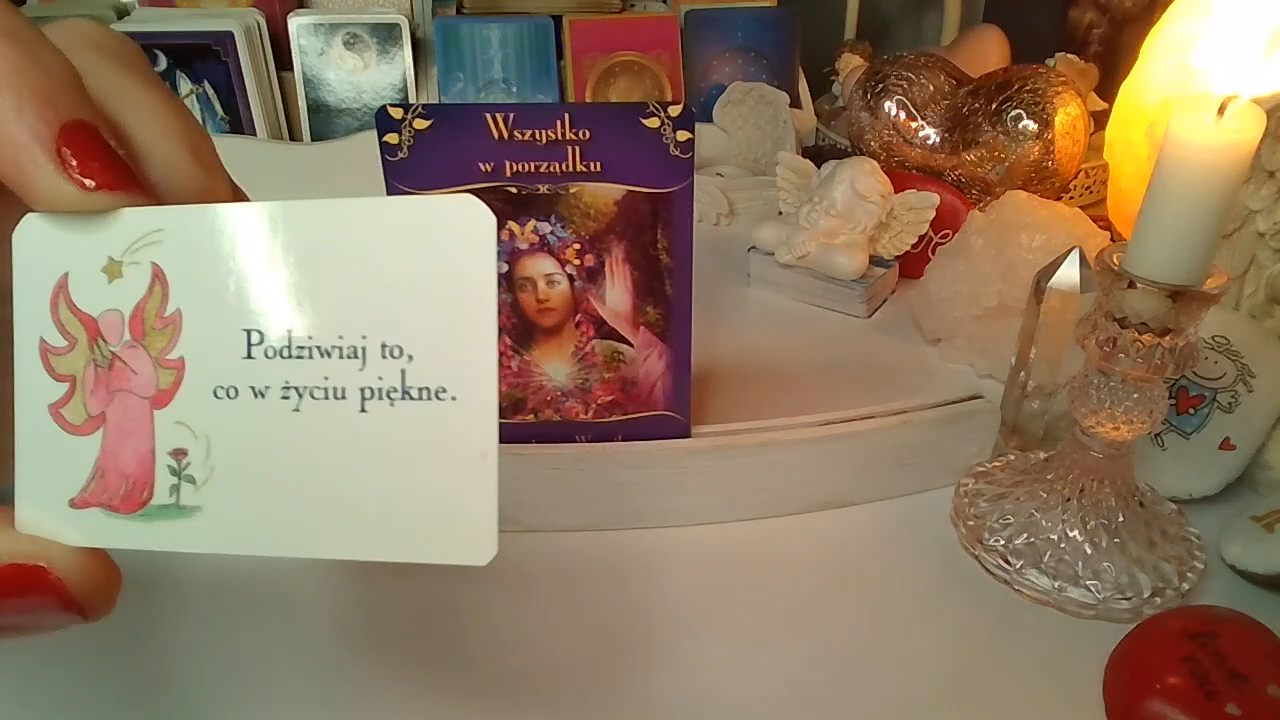 Wszystko
w porządku
Podziwiaj to,
co w życiu piękne.